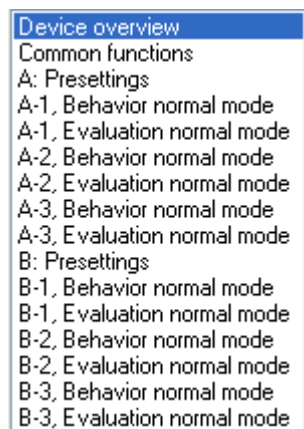 Device overview
Common functions
A: Presettings
A-1, Behavior normal mode
A-1, Evaluation normal mode
A-2, Behavior normal mode
A-2, Evaluation normal mode
A-3, Behavior normal mode
A-3, Evaluation normal mode
B: Presettings
B-1, Behavior normal mode
B-1, Evaluation normal mode
B-2, Behavior normal mode
B-2, Evaluation normal mode
B-3, Behavior normal mode
B-3, Evaluation normal mode